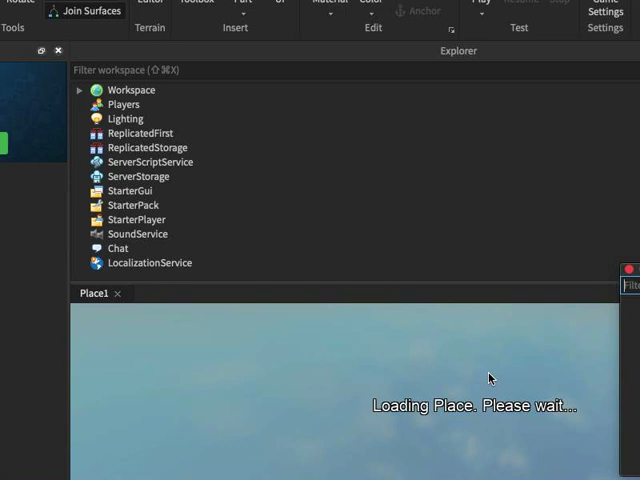 Rotate Editor Toolbox Part UI Material Color Play Resume Stop Game
Join Surfaces Anchor Settings
Tools Terrain Insert Edit Test Settings
Explorer
Filter workspace (⇧⌘X)
Workspace
Players
Lighting
ReplicatedFirst
ReplicatedStorage
ServerScriptService
ServerStorage
StarterGui
StarterPack
StarterPlayer
SoundService
Chat
LocalizationService
Filte
Place1
Loading Place. Please wait...